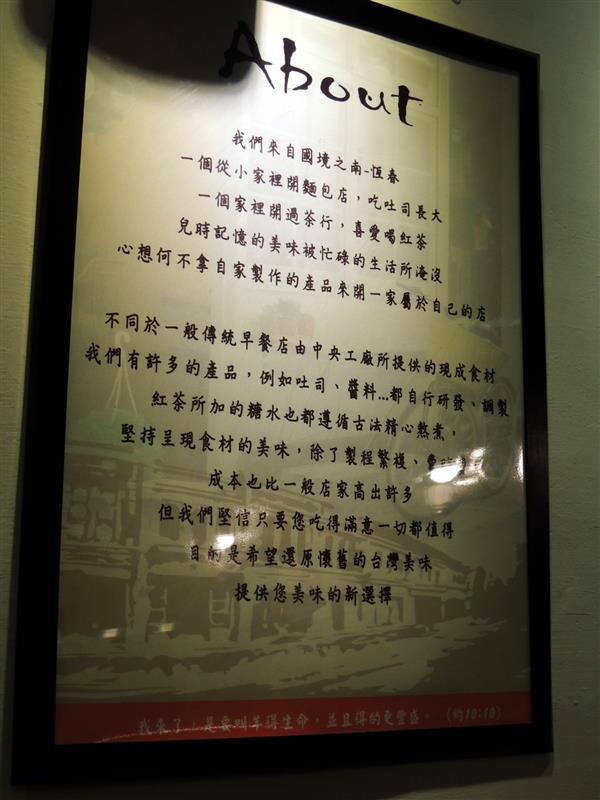 About
我們來自國境之南-恆春
一個從小家裡開麵包店，吃吐司長大
一個家裡開過茶行，喜愛喝紅茶
兒時記憶的美味被忙碌的生活所淹沒
心想何不拿自家製作的產品來開一家屬於自己的店
不同於一般傳統早餐店由中央工廠所提供的現成食材
我們有許多的產品，例如吐司、醬料...都自行研發、調製
紅茶所加的糖水也都遵循古法精心熬煮，
堅持呈現食材的美味，除了製程繁複、費
成本也比一般店家高出許多
但我們堅信只要您吃得滿意一切都值得
目的是希望還原懷舊的台灣美味
提供您美味的新選擇
我來了，是要叫羊得生命，並且得的更豐盛。（約10:10）